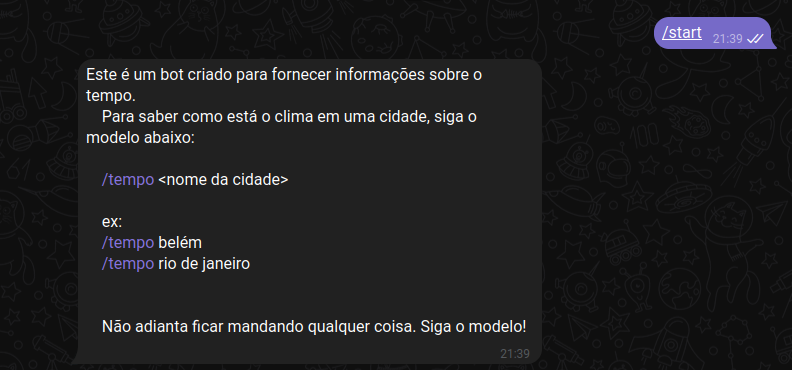 /start 21:39
Este é um bot criado para fornecer informações sobre o
tempo.
Para saber como está o clima em uma cidade, siga o
modelo abaixo:
/tempo <nome da cidade>
ex:
/tempo belém
/tempo rio de janeiro
Não adianta ficar mandando qualquer coisa. Siga o modelo!
21:39